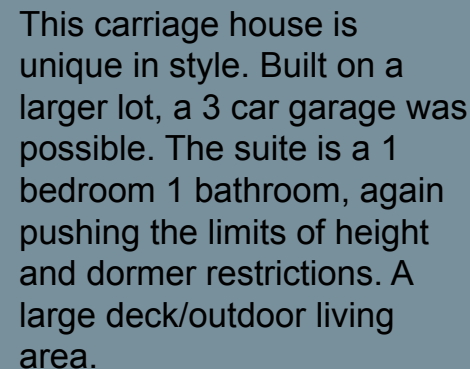 This carriage house is
unique in style. Built on a
larger lot, a 3 car garage was
possible. The suite is a 1
bedroom 1 bathroom, again
pushing the limits of height
and dormer restrictions. A
large deck/outdoor living
area.